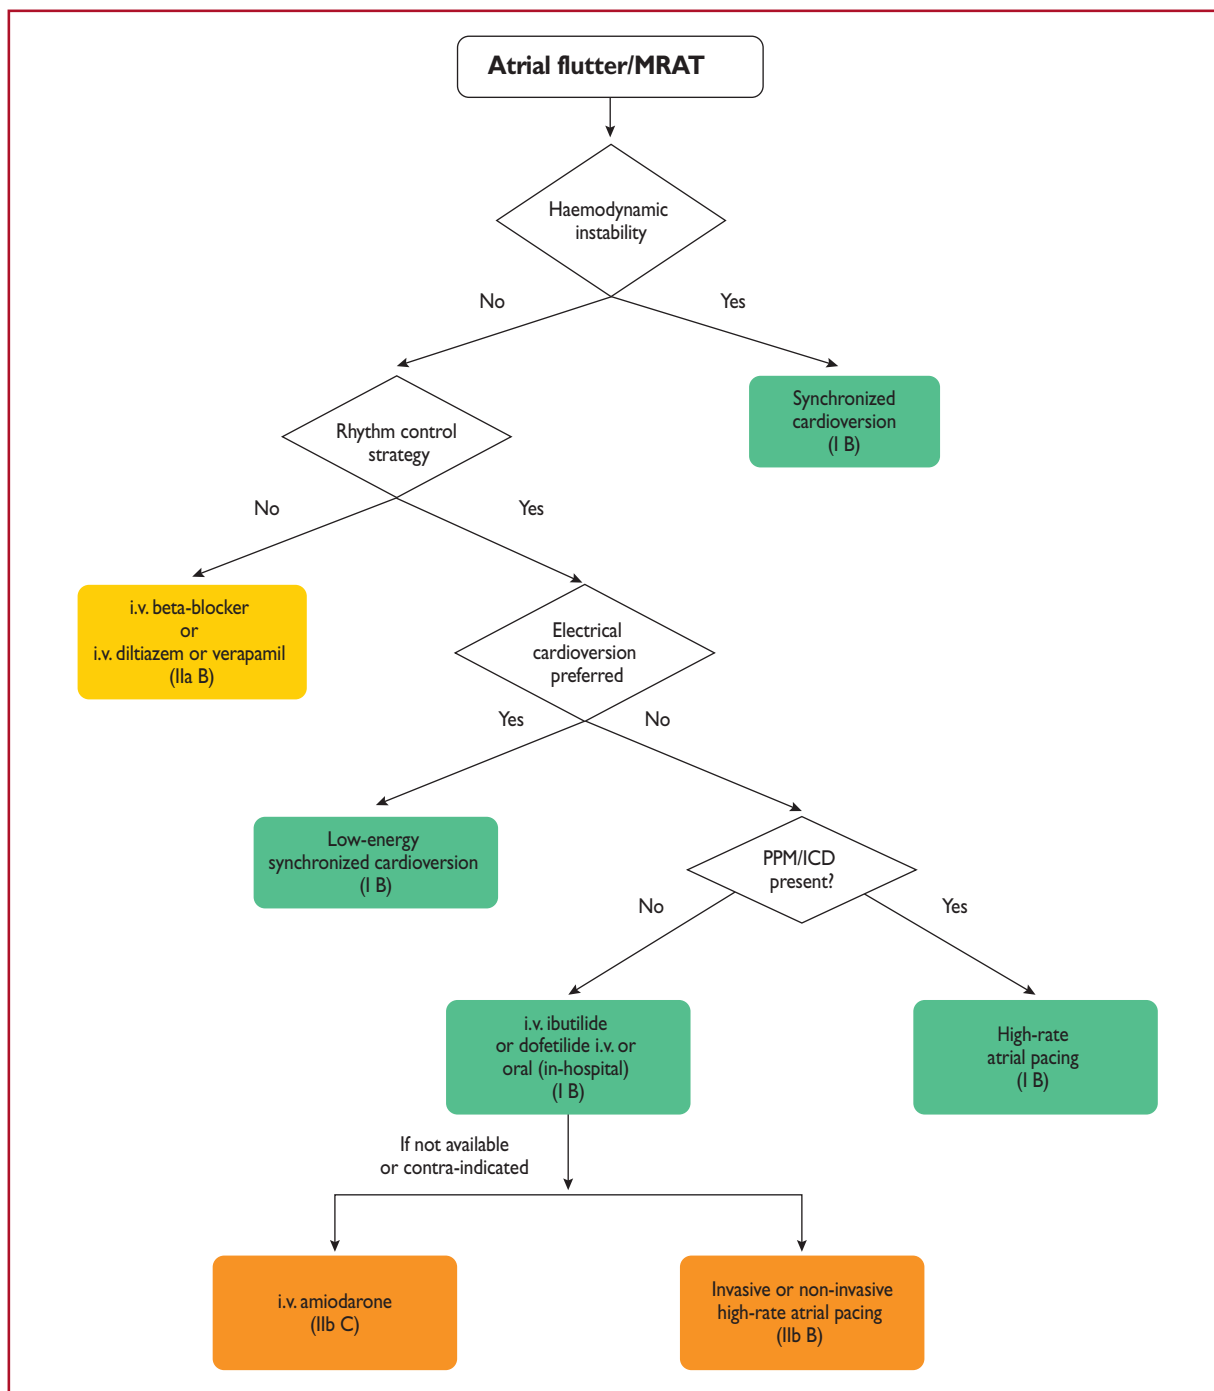 Atrial flutter/MRAT
Haemodynamic
instability
No
Yes
Synchronized
cardioversion
(I B)
Rhythm control
strategy
No
Yes
i.v. beta-blocker
or
i.v. diltiazem or verapamil
(IIa B)
Electrical
cardioversion
preferred
Yes
No
Low-energy
synchronized cardioversion
(I B)
PPM/ICD
present?
No
Yes
i.v. ibutilide
or dofetilide i.v. or
oral (in-hospital)
(I B)
High-rate
atrial pacing
(I B)
If not available
or contra-indicated
i.v. amiodarone
(IIb C)
Invasive or non-invasive
high-rate atrial pacing
(IIb B)